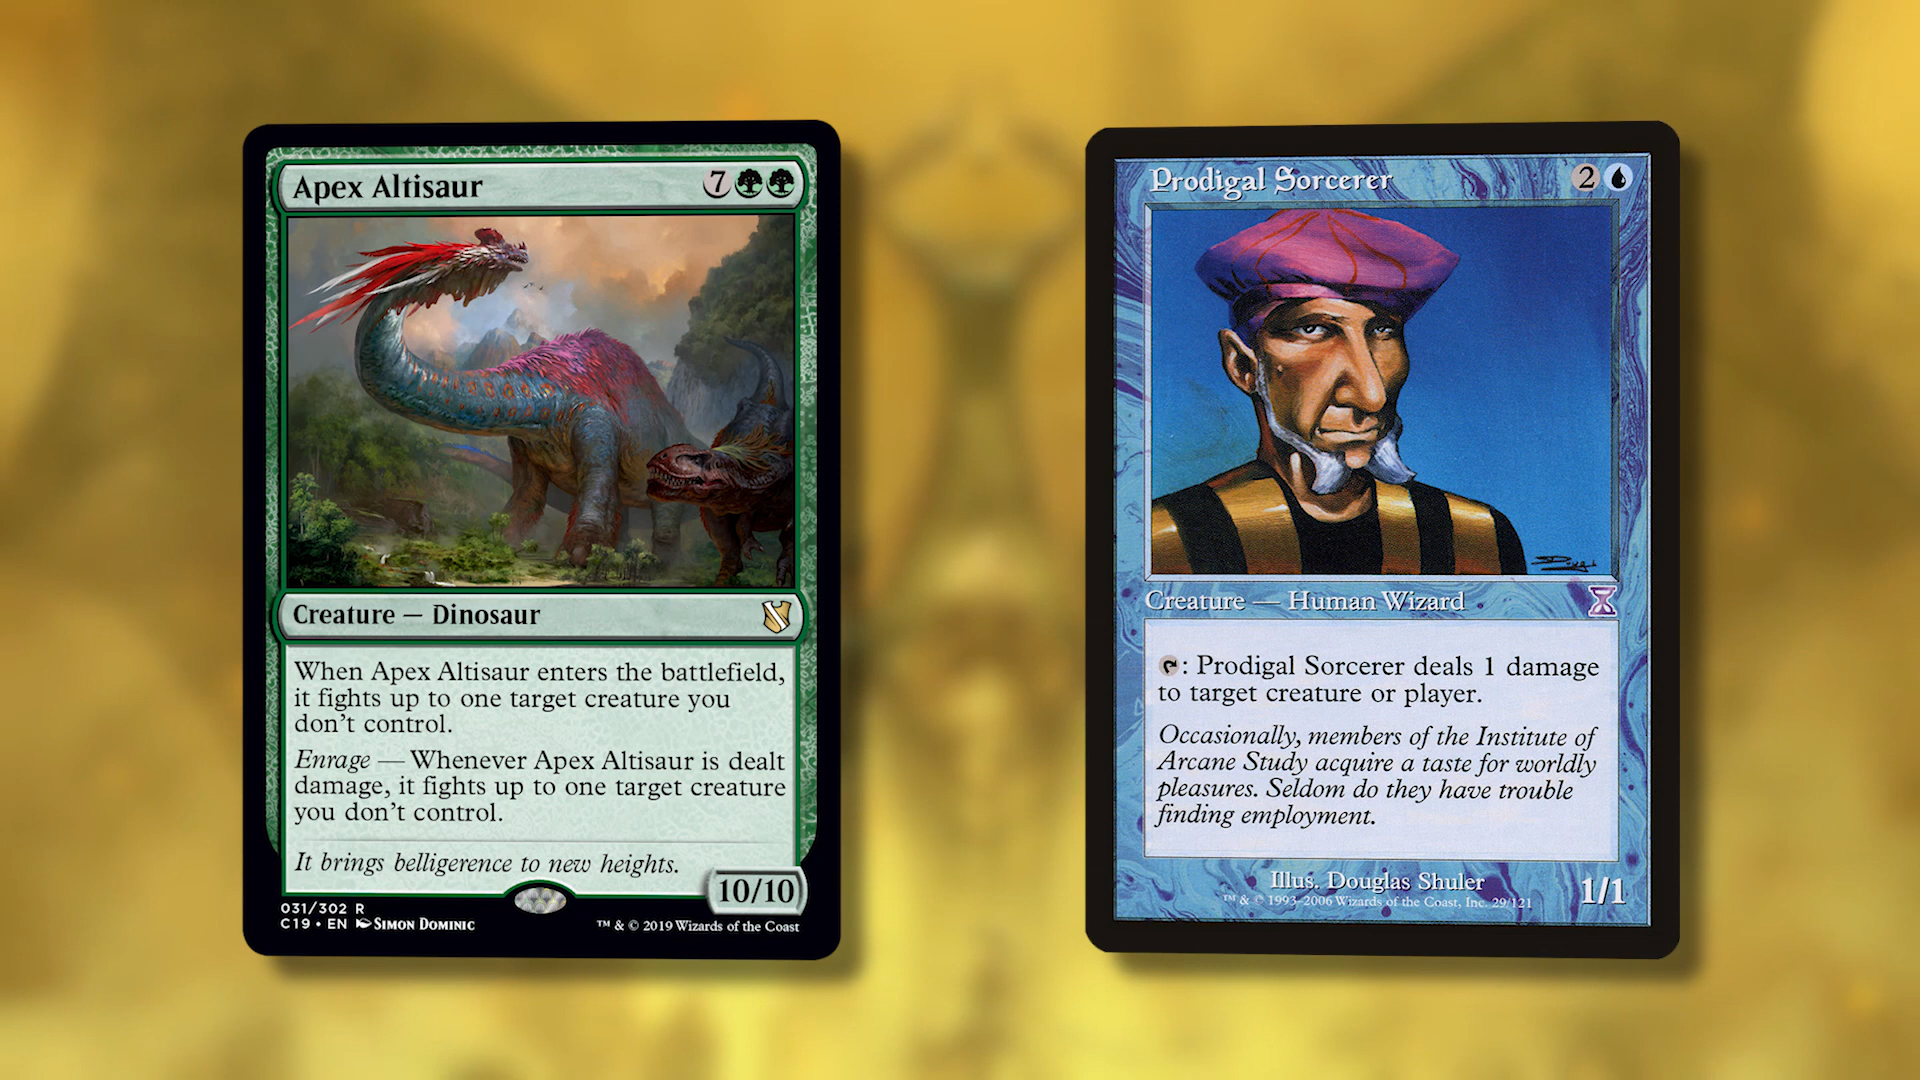 Apex Altisaur
7
Creature — Dinosaur
When Apex Altisaur enters the battlefield,
it fights up to one target creature you
don't control.
Enrage — Whenever Apex Altisaur is dealt
damage, it fights up to one target creature
you don't control.
It brings belligerence to new heights.
10/10
031/302 R
C19 • EN SIMON DOMINIC
™ & © 2019 Wizards of the Coast
Prodigal Sorcerer
2
Creature — Human Wizard
: Prodigal Sorcerer deals 1 damage
to target creature or player.
Occasionally, members of the Institute of
Arcane Study acquire a taste for worldly
pleasures. Seldom do they have trouble
finding employment.
Illus. Douglas Shuler
™ & © 1993–2006 Wizards of the Coast, Inc. 29/121
1/1